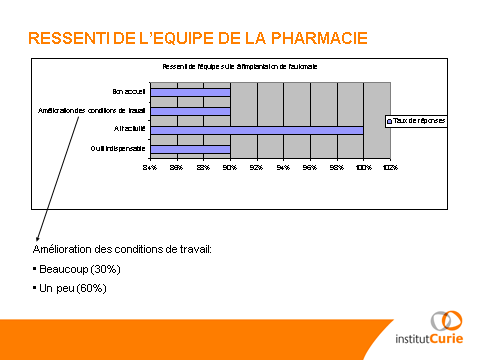 RESSENTI DE L'EQUIPE DE LA PHARMACIE
Ressenti de l'équipe suite à l'implantation de l'automate
Bon accueil
Amélioration des conditions de travail
Attractivité
Outil indispensable
Taux de réponses
84% 86% 88% 90% 92% 94% 96% 98% 100% 102%
Amélioration des conditions de travail:
• Beaucoup (30%)
• Un peu (60%)
institutCurie